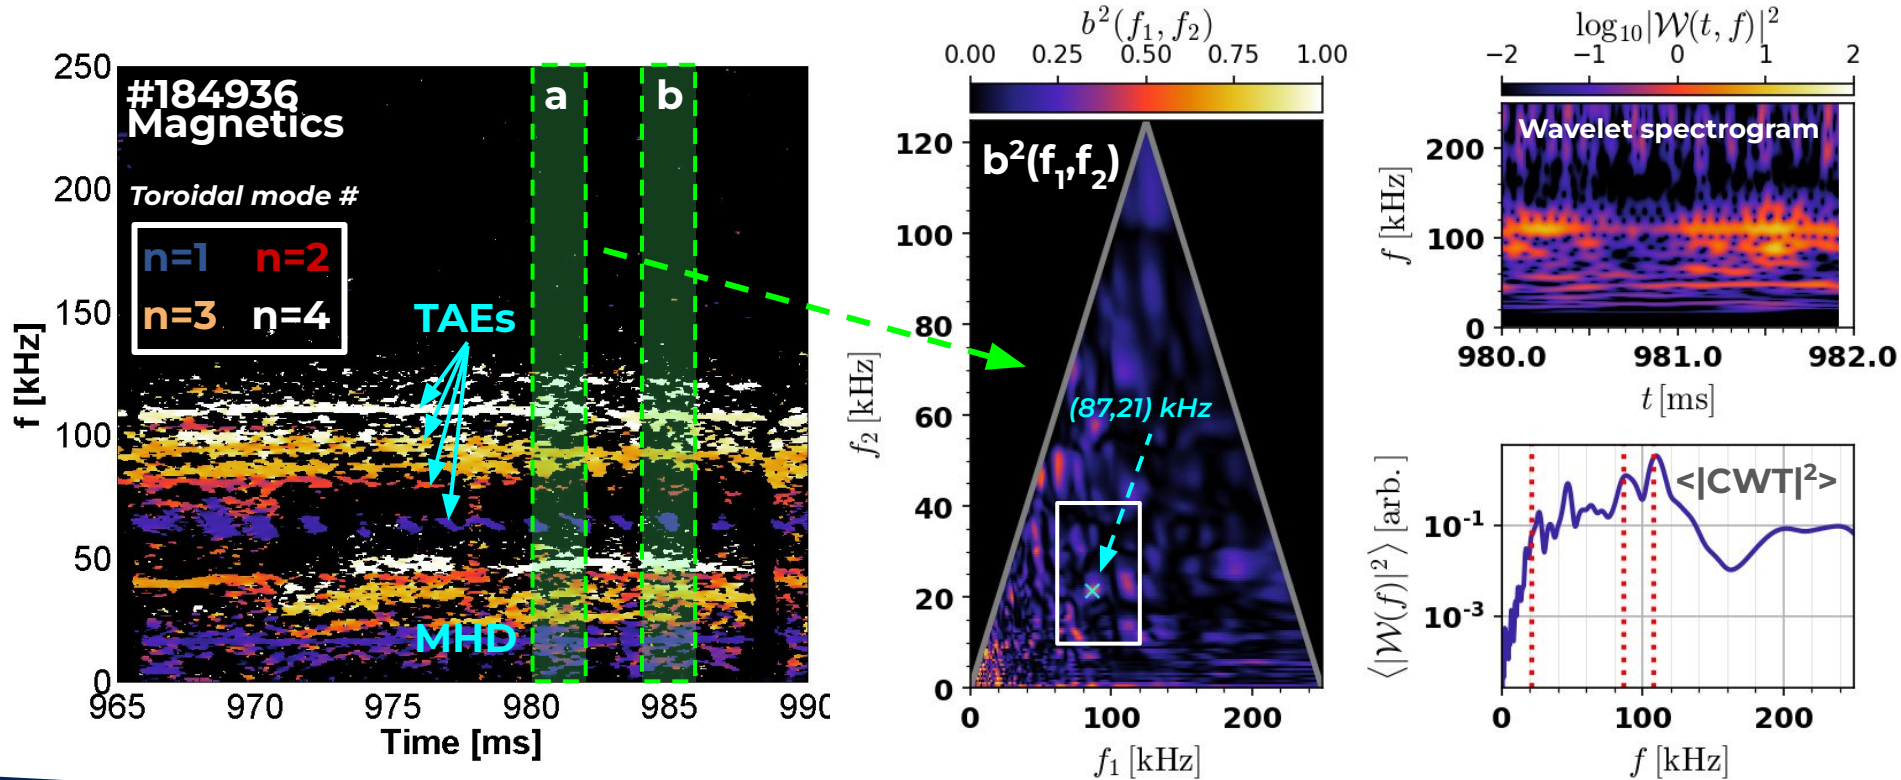 #184936
Magnetics
Toroidal mode #
n=1 n=2
n=3 n=4
TAEs
MHD
a
b
250
200
150
100
50
0
f [kHz]
965 970 975 980 985 990
Time [ms]
b²(f₁, f₂)
0.00 0.25 0.50 0.75 1.00
b²(f₁,f₂)
(87,21) kHz
120
100
80
60
40
20
0
f₂ [kHz]
0 100 200
f₁ [kHz]
log₁₀|𝒲(t, f)|²
−2 −1 0 1 2
Wavelet spectrogram
200
100
0
f [kHz]
980.0 981.0 982.0
t [ms]
<|CWT|²>
10⁻¹
10⁻³
⟨|𝒲(f)|²⟩ [arb.]
0 100 200
f [kHz]